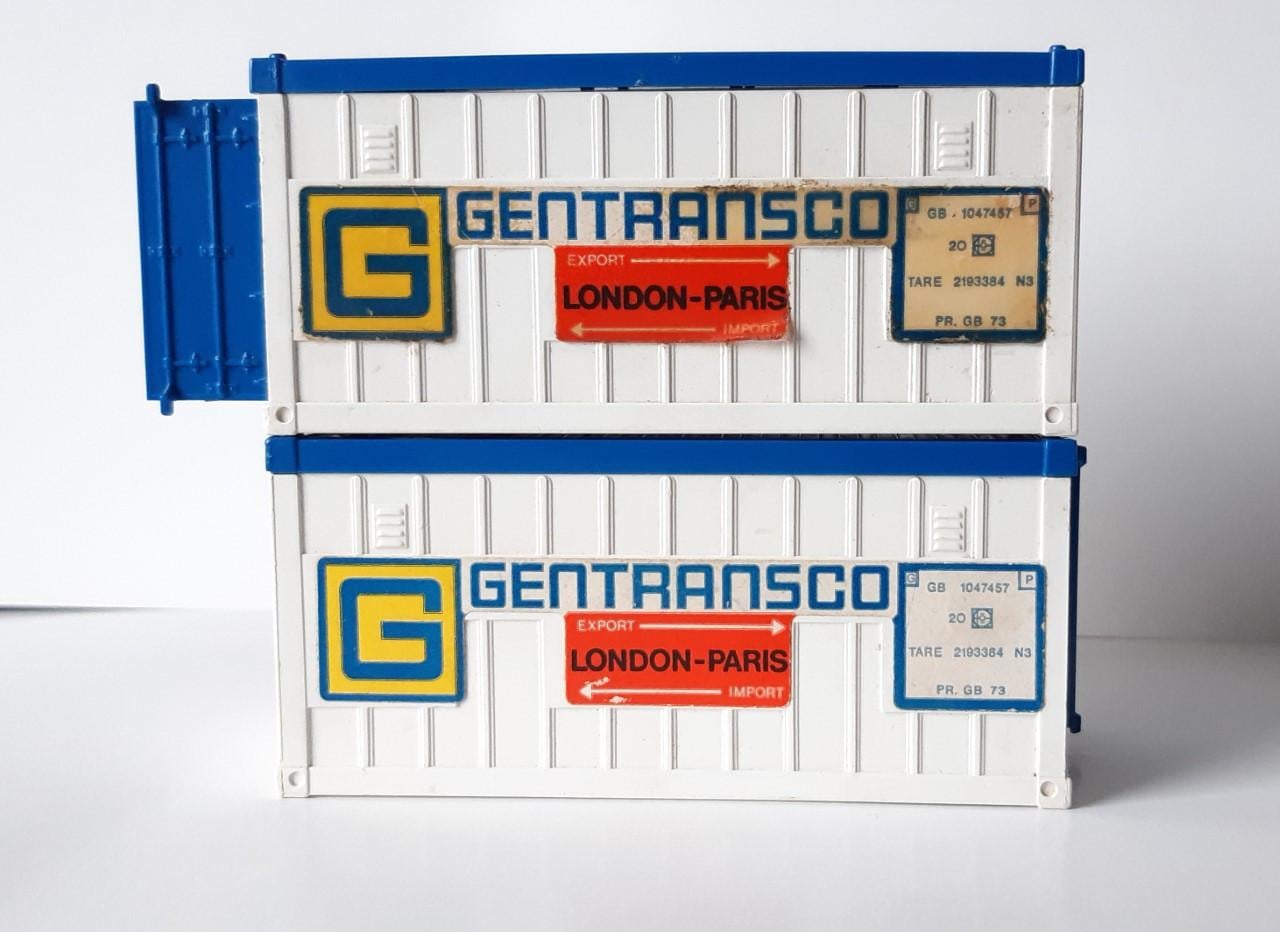 G GENTRANSCO
G P
GB - 1047457
20
TARE 2193384 N3
PR. GB 73
EXPORT
LONDON-PARIS
IMPORT
G GENTRANSCO
G P
GB 1047457
20
TARE 2193384 N3
PR. GB 73
EXPORT
LONDON-PARIS
IMPORT